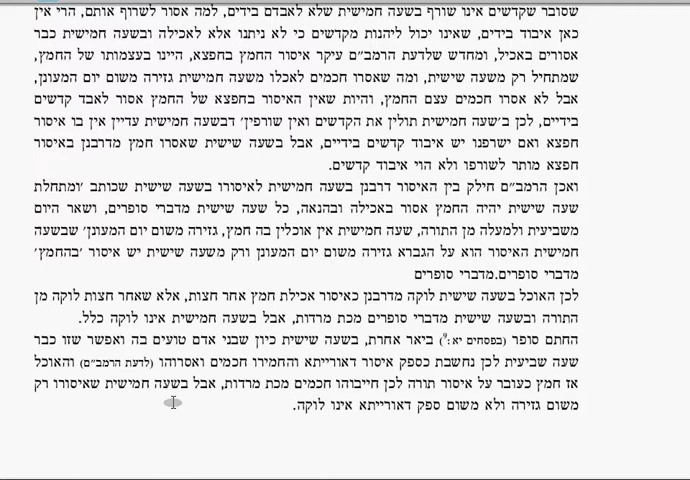 שסובר שקדשים אינו שורף בשעה חמישית שלא לאבדם בידים, למה אסור לשרוף אותם, הרי אין
כאן איבוד בידים, שאינו יכול ליהנות מקדשים כי לא ניתנו אלא לאכילה ובשעה חמישית כבר
אסורים באכיל, ומחדש שלדעת הרמב״ם עיקר איסור החמץ בחפצא, היינו בעצמותו של החמץ,
שמתחיל רק משעה שישית, ומה שאסרו חכמים לאכלו משעה חמישית גזירה משום יום המעונן,
אבל לא אסרו חכמים עצם החמץ, והיות שאין האיסור בחפצא של החמץ אסור לאבד קדשים
בידיים, לכן ב׳שעה חמישית תולין את הקדשים ואין שורפין׳ דבשעה חמישית עדיין אין בו איסור
חפצא ואם ישרפנו יש איבוד קדשים בידיים, אבל בשעה שישית שאסרו חמץ מדרבנן באיסור
חפצא מותר לשורפו ולא הוי איבוד קדשים.
ואכן הרמב״ם חילק בין האיסור דרבנן בשעה חמישית לאיסורו בשעה שישית שכותב ׳ומתחלת
שעה שישית יהיה החמץ אסור באכילה ובהנאה, כל שעה שישית מדברי סופרים, ושאר היום
משביעית ולמעלה מן התורה, שעה חמישית אין אוכלין בה חמץ, גזירה משום יום המעונן׳ שבשעה
חמישית האיסור הוא על הגברא גזירה משום יום המעונן ורק משעה שישית יש איסור ׳בהחמץ׳
מדברי סופרים.מדברי סופרים
לכן האוכל בשעה שישית לוקה מדרבנן כאיסור אכילת חמץ אחר חצות, אלא שאחר חצות לוקה מן
התורה ובשעה שישית מדברי סופרים מכת מרדות, אבל בשעה חמישית אינו לוקה כלל.
החתם סופר (בפסחים יא:9) ביאר אחרת, בשעה שישית כיון שבני אדם טועים בה ואפשר שזו כבר
שעה שביעית לכן נחשבת כספק איסור דאורייתא והחמירו חכמים ואסרוהו (לדעת הרמב״ם) והאוכל
אז חמץ כעובר על איסור תורה לכן חייבוהו חכמים מכת מרדות, אבל בשעה חמישית שאיסורו רק
משום גזירה ולא משום ספק דאורייתא אינו לוקה.